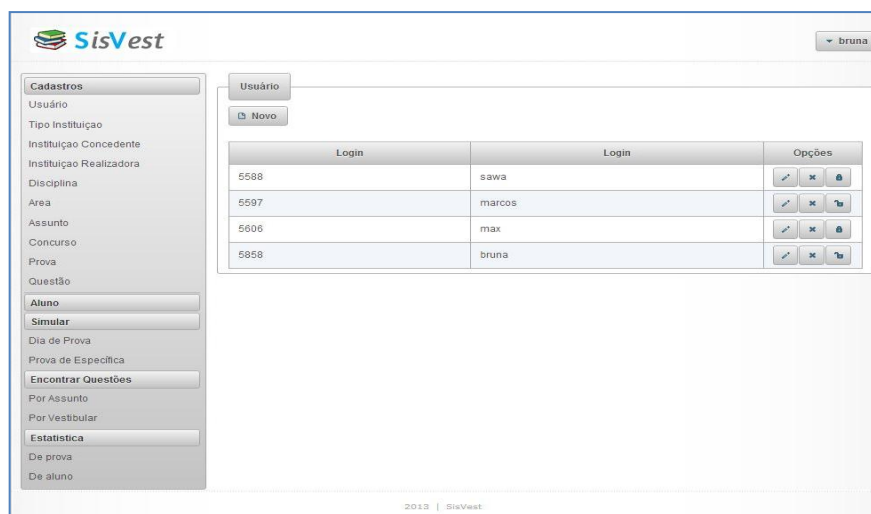 SisVest
bruna
Cadastros
Usuário
Tipo Instituiçao
Instituiçao Concedente
Instituiçao Realizadora
Disciplina
Area
Assunto
Concurso
Prova
Questão
Aluno
Simular
Dia de Prova
Prova de Específica
Encontrar Questões
Por Assunto
Por Vestibular
Estatistica
De prova
De aluno
Usuário
Novo
Login Login Opções
5588 sawa
5597 marcos
5606 max
5858 bruna
2013 | SisVest